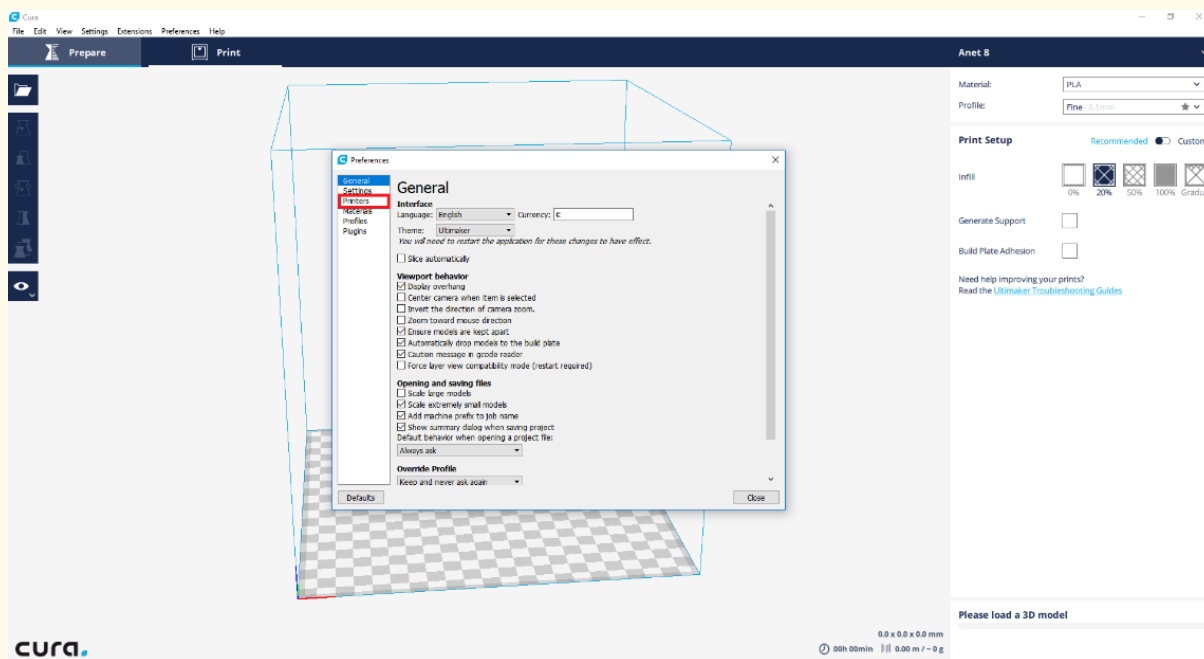 Cura
File Edit View Settings Extensions Preferences Help
Prepare Print Anet 8
Material: PLA
Profile: Fine - 0.1mm
Print Setup Recommended Custom
Infill
0% 20% 50% 100% Gradu
Generate Support
Build Plate Adhesion
Need help improving your prints?
Read the Ultimaker Troubleshooting Guides
Preferences
General
Settings
Printers
Materials
Profiles
Plugins
General
Interface
Language: English Currency: €
Theme: Ultimaker
You will need to restart the application for these changes to have effect.
Slice automatically
Viewport behavior
Display overhang
Center camera when item is selected
Invert the direction of camera zoom.
Zoom toward mouse direction
Ensure models are kept apart
Automatically drop models to the build plate
Caution message in gcode reader
Force layer view compatibility mode (restart required)
Opening and saving files
Scale large models
Scale extremely small models
Add machine prefix to job name
Show summary dialog when saving project
Default behavior when opening a project file:
Always ask
Override Profile
Keep and never ask again
Defaults Close
Please load a 3D model
0.0 x 0.0 x 0.0 mm
00h 00min 0.00 m / ~ 0 g
cura.